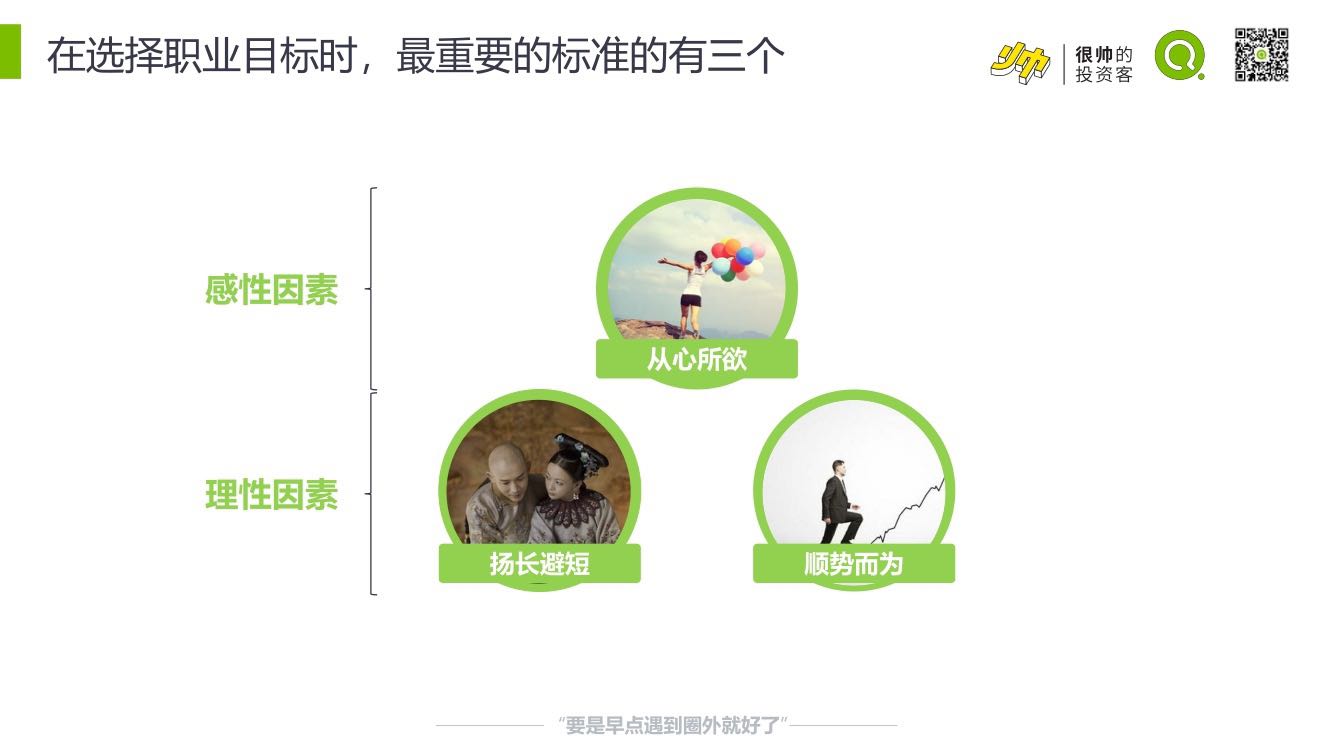 在选择职业目标时，最重要的标准的有三个
帅
很帅的
投资客
感性因素
从心所欲
理性因素
扬长避短
顺势而为
“要是早点遇到圈外就好了”